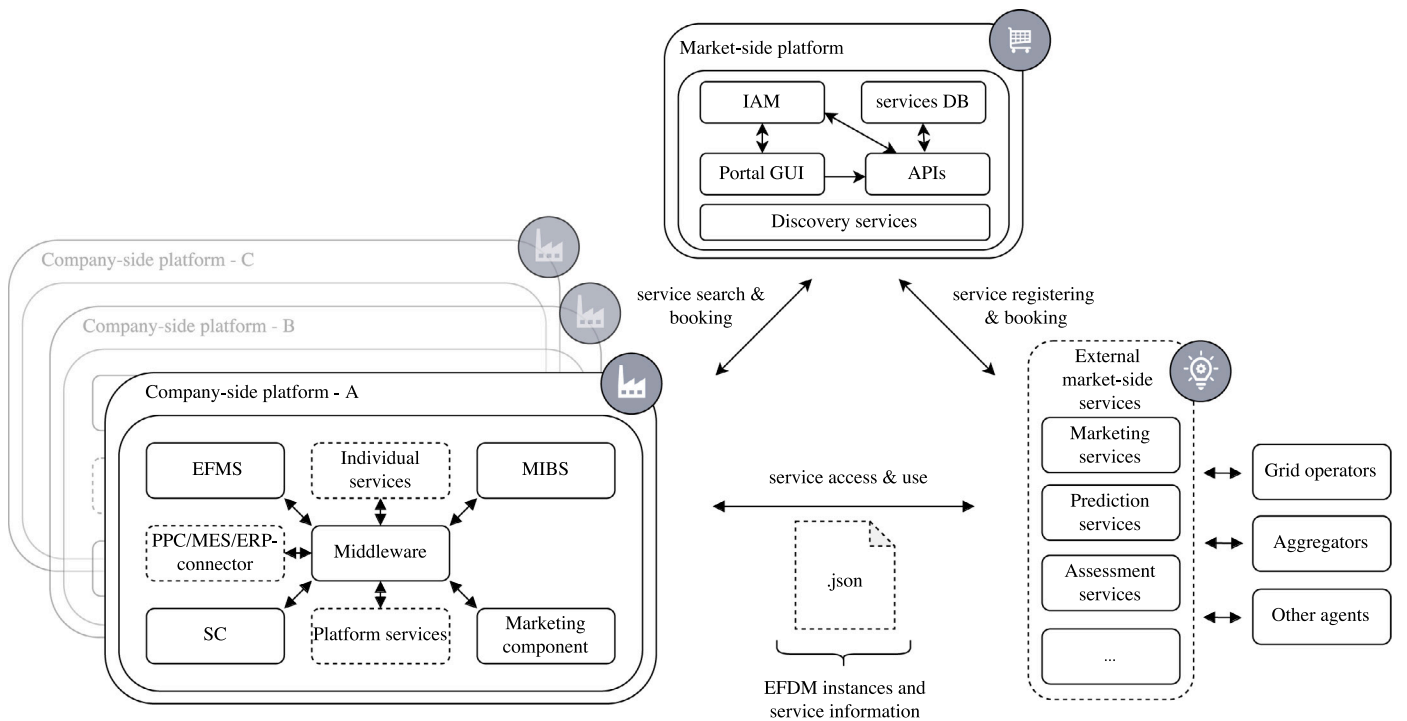 Market-side platform
IAM
services DB
Portal GUI
APIs
Discovery services
Company-side platform - C
Company-side platform - B
Company-side platform - A
EFMS
Individual
services
MIBS
PPC/MES/ERP-
connector
Middleware
SC
Platform services
Marketing
component
service search &
booking
service registering
& booking
service access & use
.json
EFDM instances and
service information
External
market-side
services
Marketing
services
Prediction
services
Assessment
services
...
Grid operators
Aggregators
Other agents